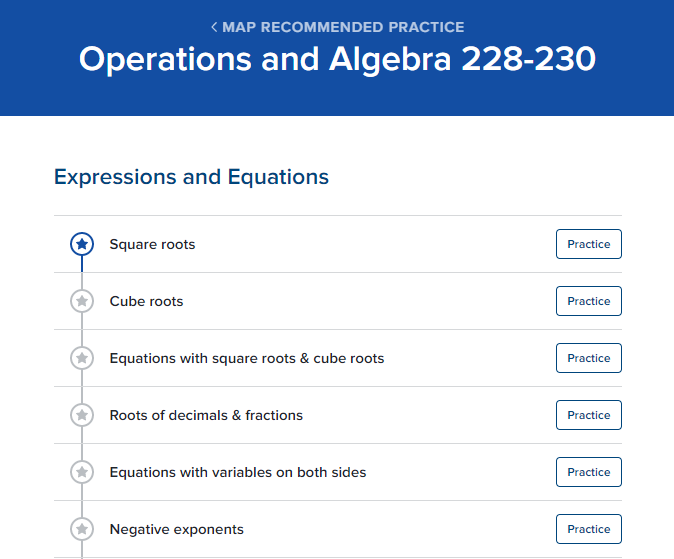 < MAP RECOMMENDED PRACTICE
Operations and Algebra 228-230
Expressions and Equations
Square roots Practice
Cube roots Practice
Equations with square roots & cube roots Practice
Roots of decimals & fractions Practice
Equations with variables on both sides Practice
Negative exponents Practice